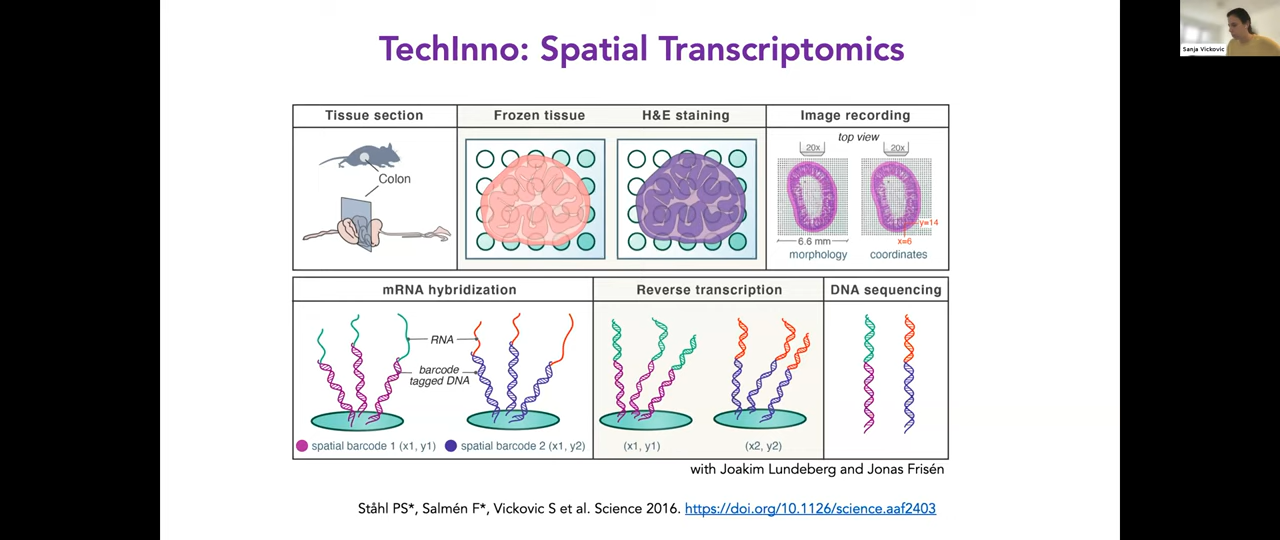 TechInno: Spatial Transcriptomics
Sanja Vickovic
Tissue section
Frozen tissue
H&E staining
Image recording
Colon
top view
20x
20x
y=14
x=6
6.6 mm
morphology
coordinates
mRNA hybridization
Reverse transcription
DNA sequencing
RNA
barcode
tagged DNA
spatial barcode 1 (x1, y1)
spatial barcode 2 (x1, y2)
(x1, y1)
(x2, y2)
with Joakim Lundeberg and Jonas Frisén
Ståhl PS*, Salmén F*, Vickovic S et al. Science 2016. https://doi.org/10.1126/science.aaf2403